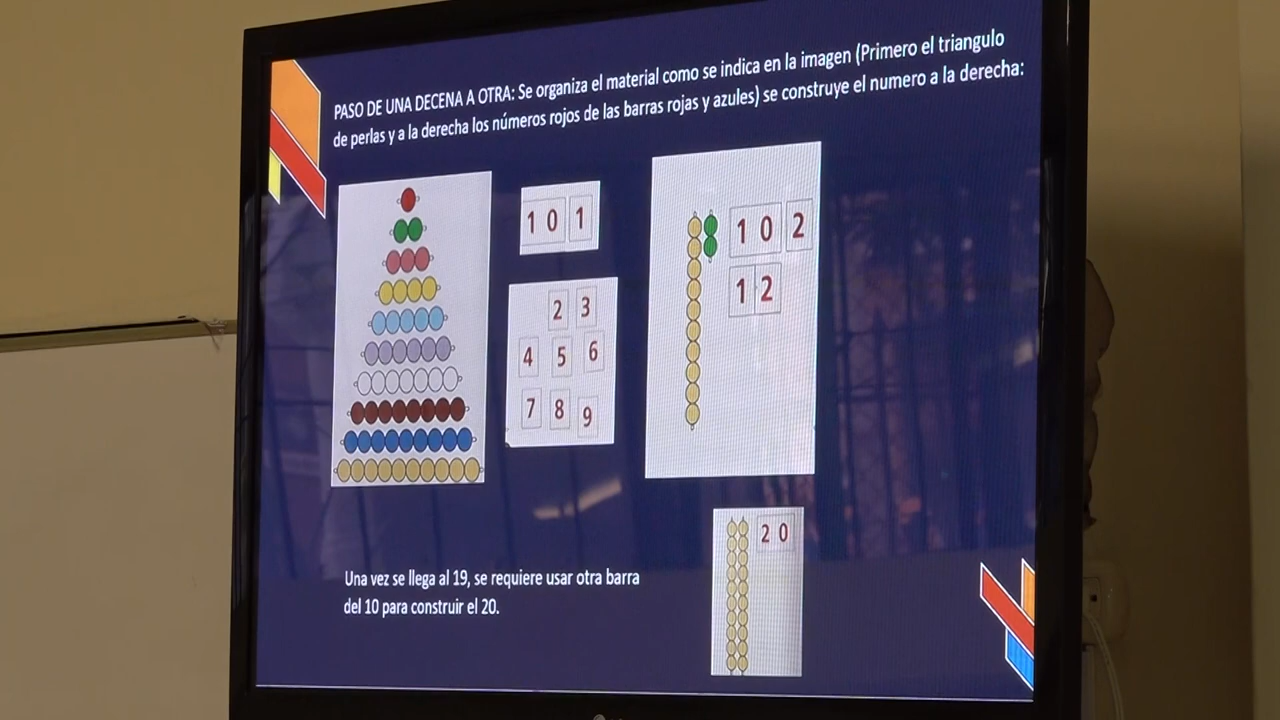 PASO DE UNA DECENA A OTRA: Se organiza el material como se indica en la imagen (Primero el triangulo
de perlas y a la derecha los números rojos de las barras rojas y azules) se construye el numero a la derecha:
1 0 1
2 3
4 5 6
7 8 9
1 0 2
1 2
2 0
Una vez se llega al 19, se requiere usar otra barra
del 10 para construir el 20.